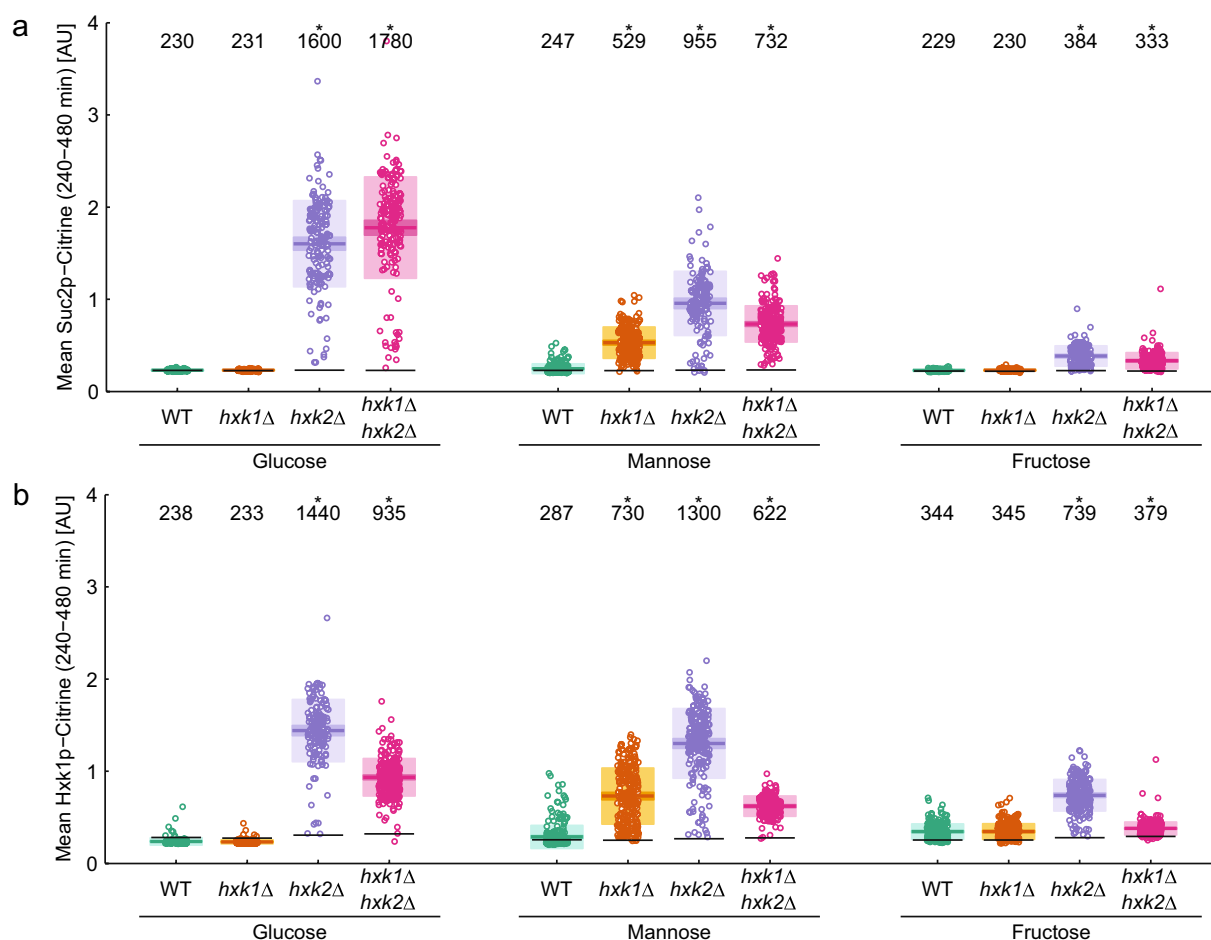 a
Mean Suc2p−Citrine (240−480 min) [AU]
4
3
2
1
0
* * * * * * *
230 231 1600 1780 247 529 955 732 229 230 384 333
WT hxk1Δ hxk2Δ hxk1Δ hxk2Δ WT hxk1Δ hxk2Δ hxk1Δ hxk2Δ WT hxk1Δ hxk2Δ hxk1Δ hxk2Δ
Glucose Mannose Fructose
b
Mean Hxk1p−Citrine (240−480 min) [AU]
4
3
2
1
0
* * * * * * *
238 233 1440 935 287 730 1300 622 344 345 739 379
WT hxk1Δ hxk2Δ hxk1Δ hxk2Δ WT hxk1Δ hxk2Δ hxk1Δ hxk2Δ WT hxk1Δ hxk2Δ hxk1Δ hxk2Δ
Glucose Mannose Fructose